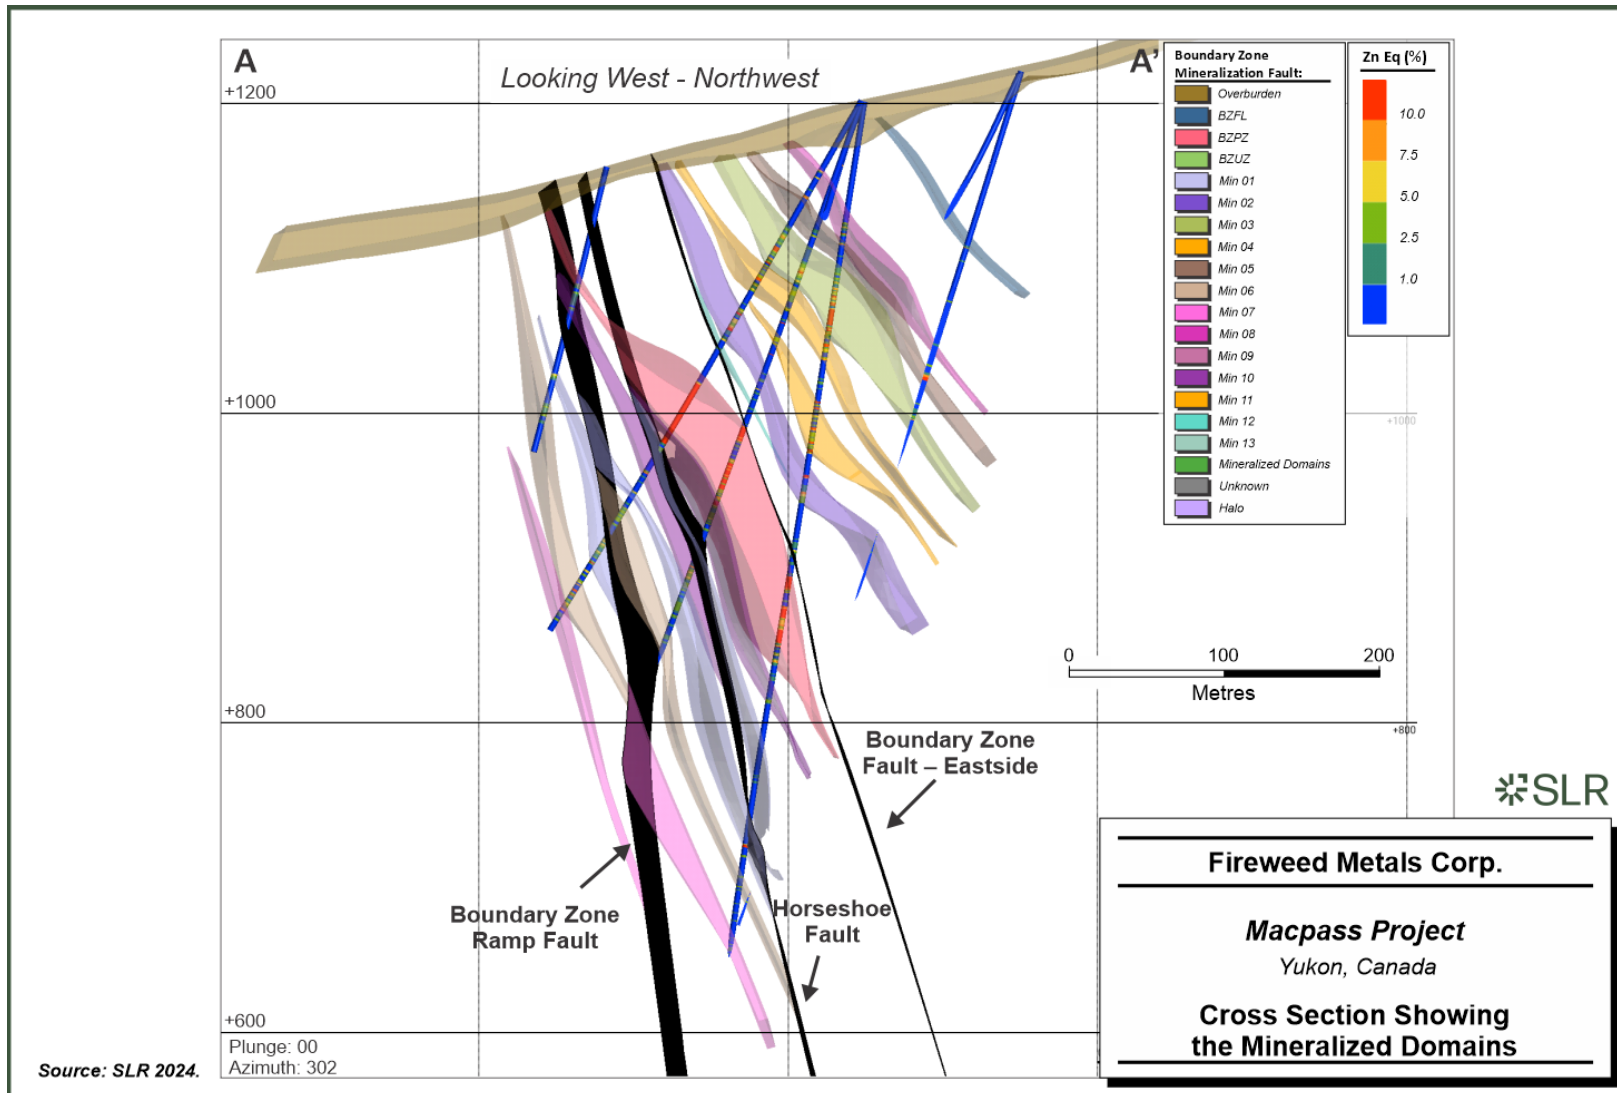 A
Looking West - Northwest
A'
+1200
+1000
+800
+600
Plunge: 00
Azimuth: 302
Boundary Zone
Mineralization Fault:
Overburden
BZFL
BZPZ
BZUZ
Min 01
Min 02
Min 03
Min 04
Min 05
Min 06
Min 07
Min 08
Min 09
Min 10
Min 11
Min 12
Min 13
Mineralized Domains
Unknown
Halo
Zn Eq (%)
10.0
7.5
5.0
2.5
1.0
+1000
0 100 200
Metres
+800
Boundary Zone
Fault – Eastside
Boundary Zone
Ramp Fault
Horseshoe
Fault
SLR
Fireweed Metals Corp.
Macpass Project
Yukon, Canada
Cross Section Showing
the Mineralized Domains
Source: SLR 2024.